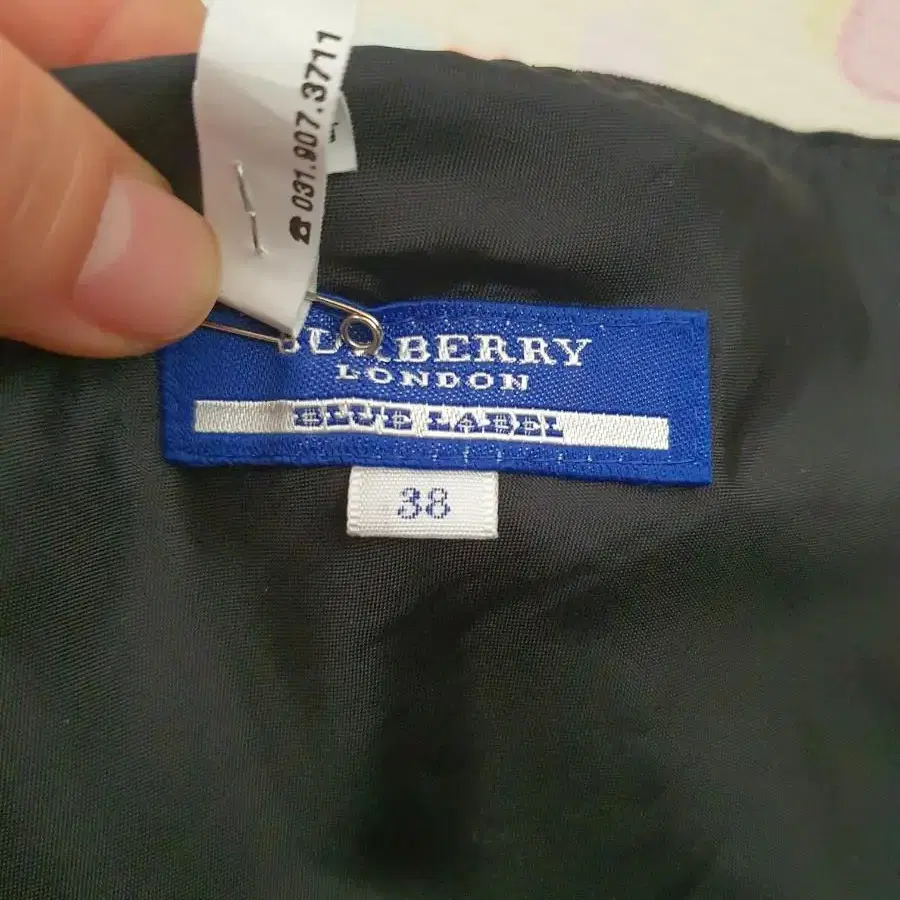 ☎031.907.3711
BURBERRY
LONDON
BLUE LABEL
38